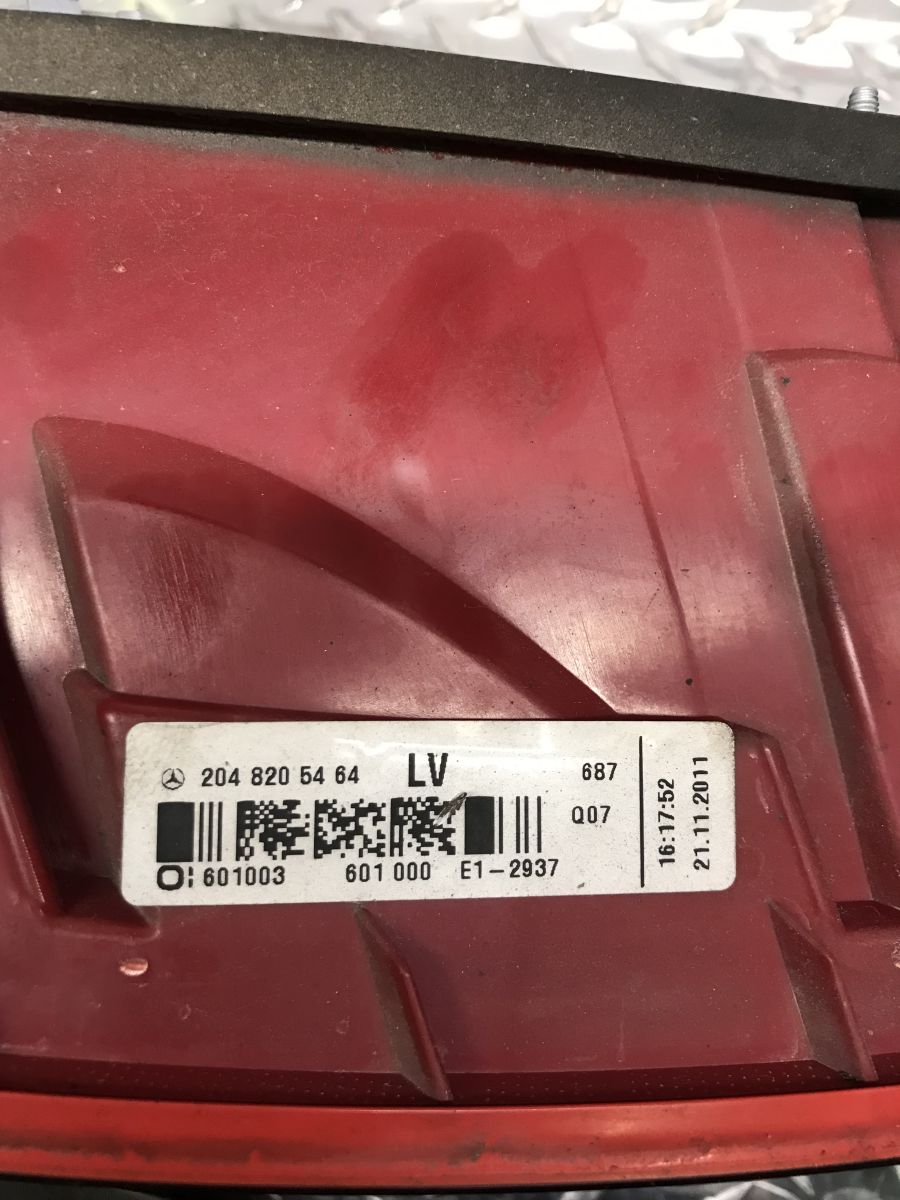 204 820 54 64 LV 687
Q07
O: 601003 601 000 E1-2937
16:17:52
21.11.2011